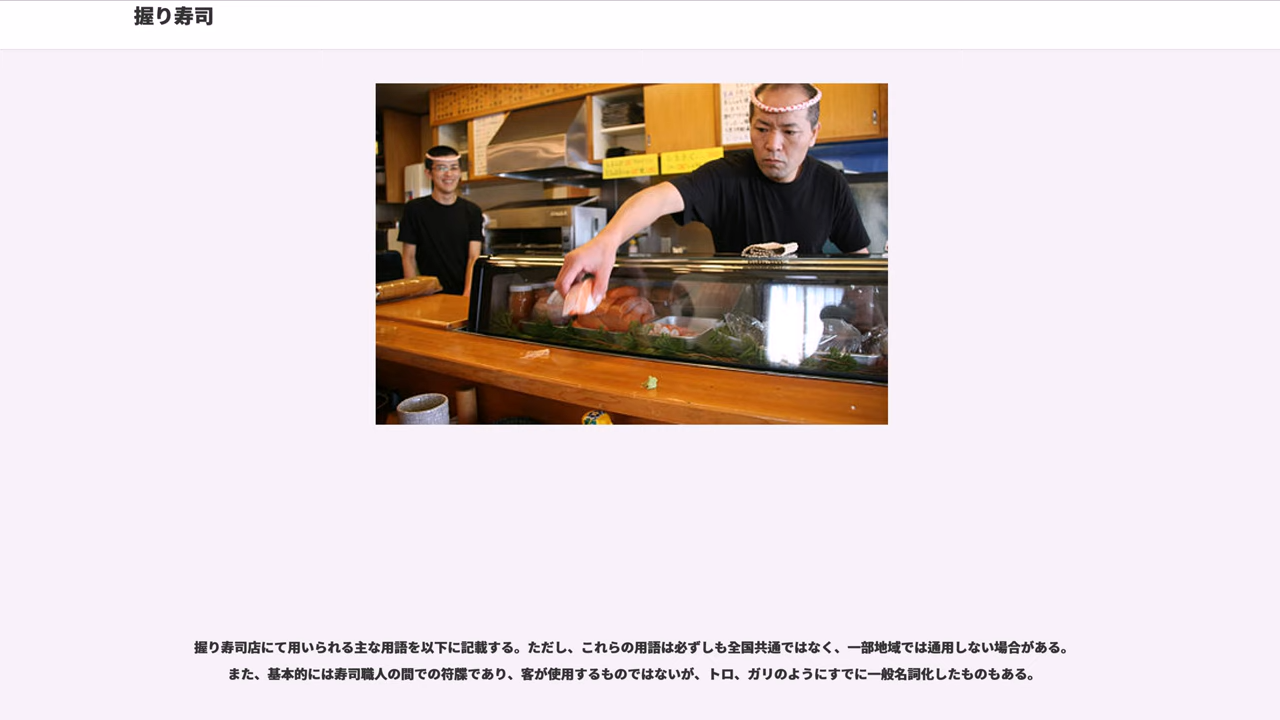 握り寿司
握り寿司店にて用いられる主な用語を以下に記載する。ただし、これらの用語は必ずしも全国共通ではなく、一部地域では通用しない場合がある。
また、基本的には寿司職人の間での符牒であり、客が使用するものではないが、トロ、ガリのようにすでに一般名詞化したものもある。